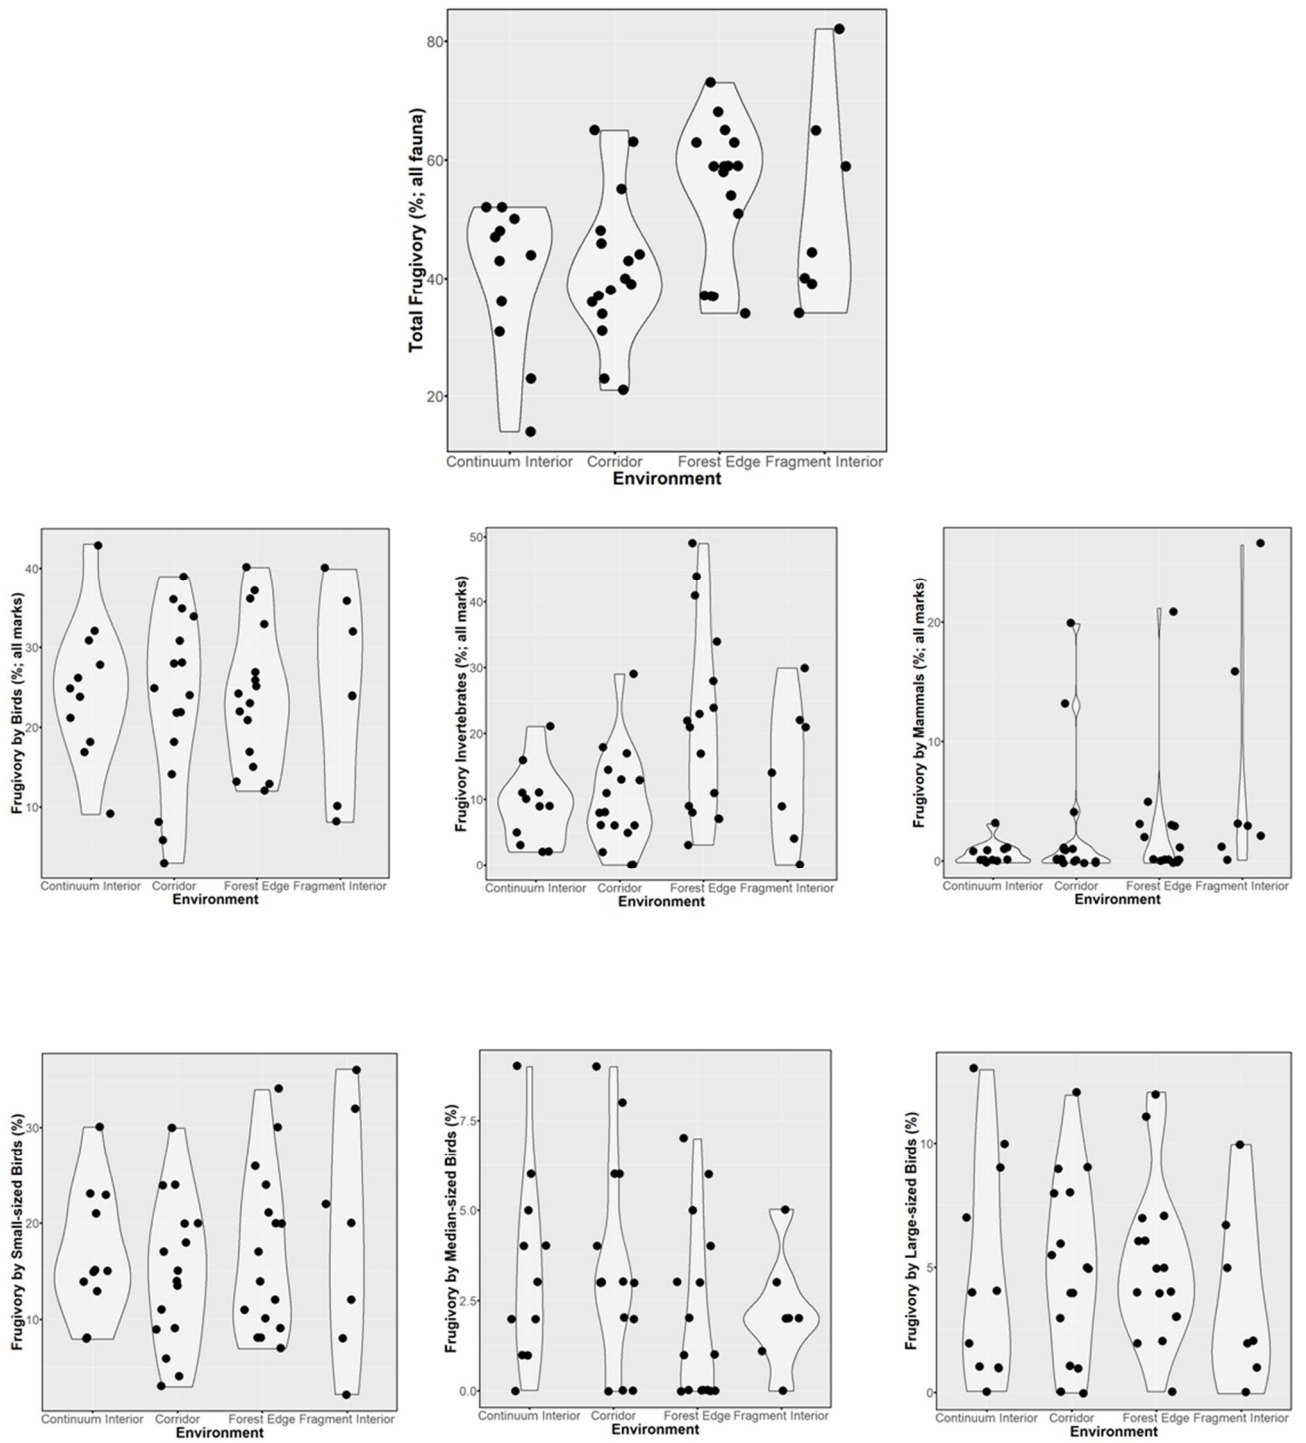 Total Frugivory (%; all fauna)
80
60
40
20
Continuum Interior Corridor Forest Edge Fragment Interior
Environment
Frugivory by Birds (%; all marks)
40
30
20
10
Continuum Interior Corridor Forest Edge Fragment Interior
Environment
Frugivory Invertebrates (%; all marks)
50
40
30
20
10
0
Continuum Interior Corridor Forest Edge Fragment Interior
Environment
Frugivory by Mammals (%; all marks)
20
10
0
Continuum Interior Corridor Forest Edge Fragment Interior
Environment
Frugivory by Small-sized Birds (%)
30
20
10
Continuum Interior Corridor Forest Edge Fragment Interior
Environment
Frugivory by Median-sized Birds (%)
7.5
5.0
2.5
0.0
Continuum Interior Corridor Forest Edge Fragment Interior
Environment
Frugivory by Large-sized Birds (%)
10
5
0
Continuum Interior Corridor Forest Edge Fragment Interior
Environment